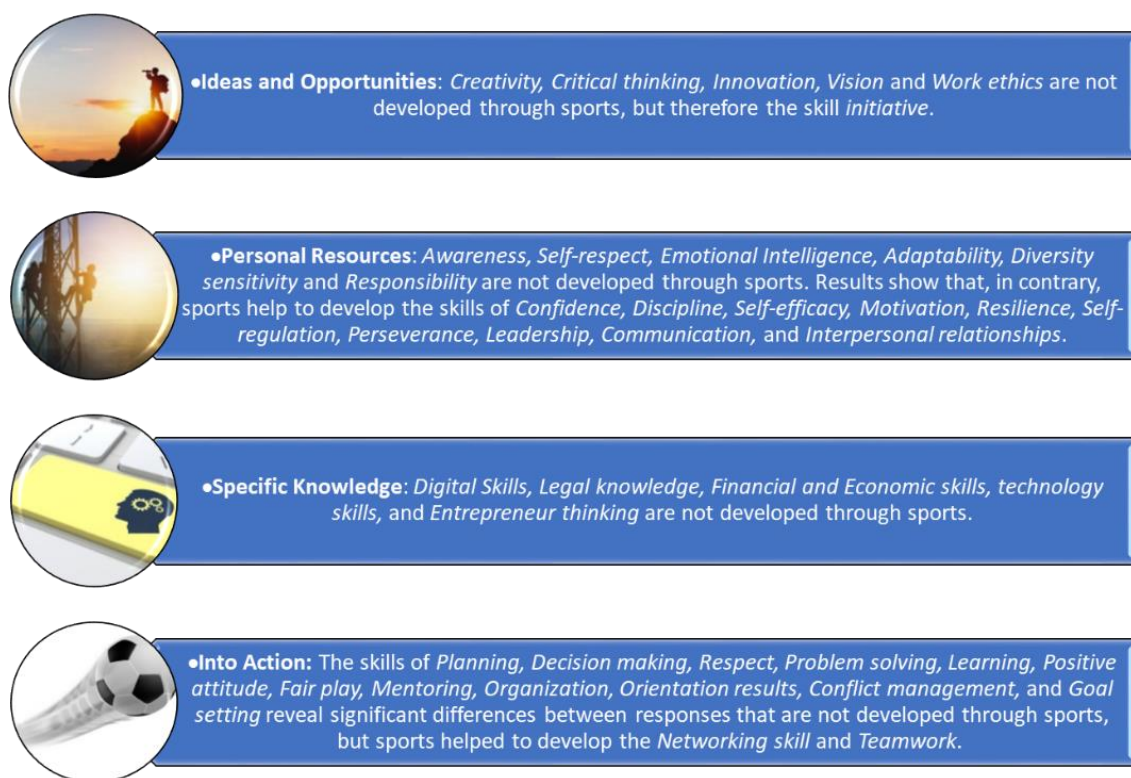 •Ideas and Opportunities: Creativity, Critical thinking, Innovation, Vision and Work ethics are not
developed through sports, but therefore the skill initiative.
•Personal Resources: Awareness, Self-respect, Emotional Intelligence, Adaptability, Diversity
sensitivity and Responsibility are not developed through sports. Results show that, in contrary,
sports help to develop the skills of Confidence, Discipline, Self-efficacy, Motivation, Resilience, Self-
regulation, Perseverance, Leadership, Communication, and Interpersonal relationships.
•Specific Knowledge: Digital Skills, Legal knowledge, Financial and Economic skills, technology
skills, and Entrepreneur thinking are not developed through sports.
•Into Action: The skills of Planning, Decision making, Respect, Problem solving, Learning, Positive
attitude, Fair play, Mentoring, Organization, Orientation results, Conflict management, and Goal
setting reveal significant differences between responses that are not developed through sports,
but sports helped to develop the Networking skill and Teamwork.